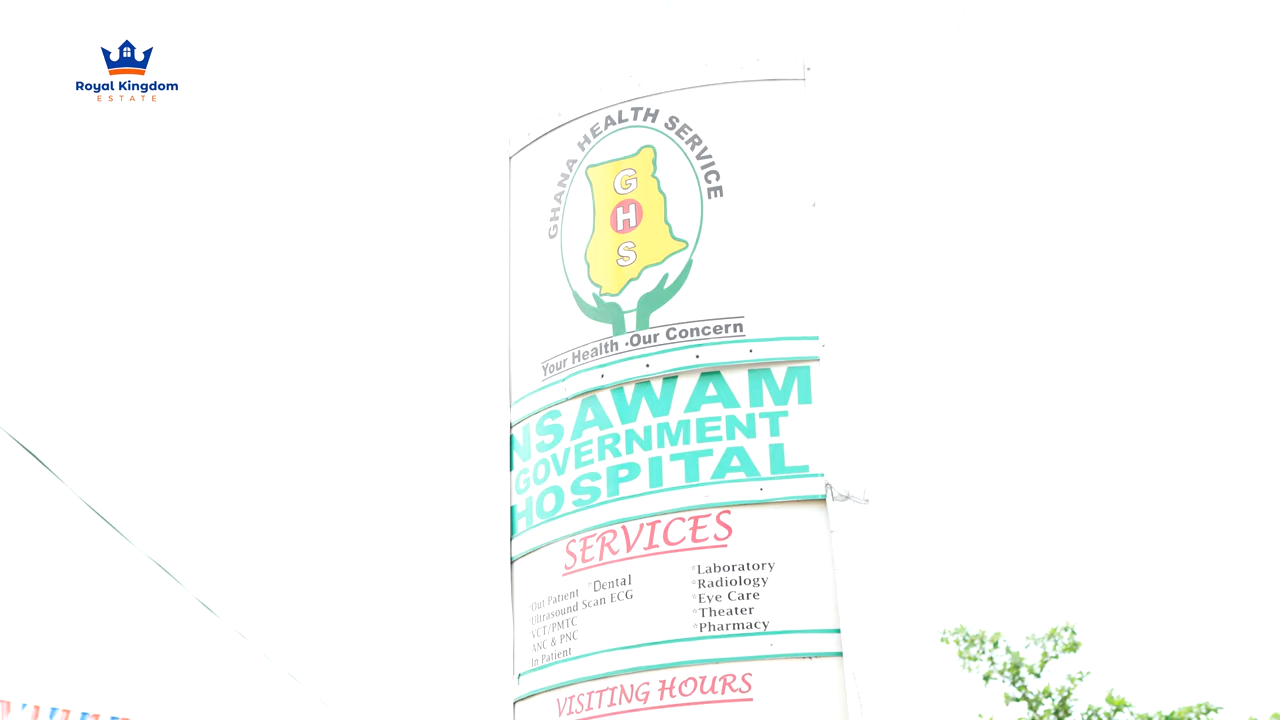 Royal Kingdom
ESTATE
GHANA HEALTH SERVICE
G
H
S
Your Health · Our Concern
NSAWAM
GOVERNMENT
HOSPITAL
SERVICES
*Out Patient *Dental
Ultrasound Scan ECG
VCT/PMTC
ANC & PNC
In Patient
*Laboratory
*Radiology
*Eye Care
*Theater
*Pharmacy
VISITING HOURS